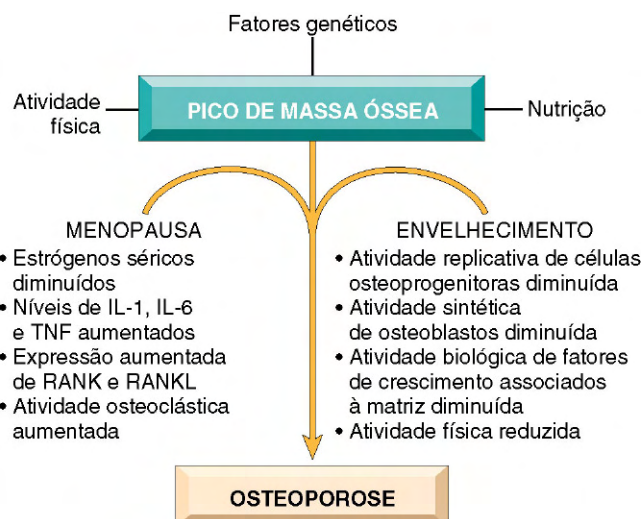 Fatores genéticos
Atividade
física
PICO DE MASSA ÓSSEA
Nutrição
MENOPAUSA
• Estrógenos séricos
diminuídos
• Níveis de IL-1, IL-6
e TNF aumentados
• Expressão aumentada
de RANK e RANKL
• Atividade osteoclástica
aumentada
ENVELHECIMENTO
• Atividade replicativa de células
osteoprogenitoras diminuída
• Atividade sintética
de osteoblastos diminuída
• Atividade biológica de fatores
de crescimento associados
à matriz diminuída
• Atividade física reduzida
OSTEOPOROSE